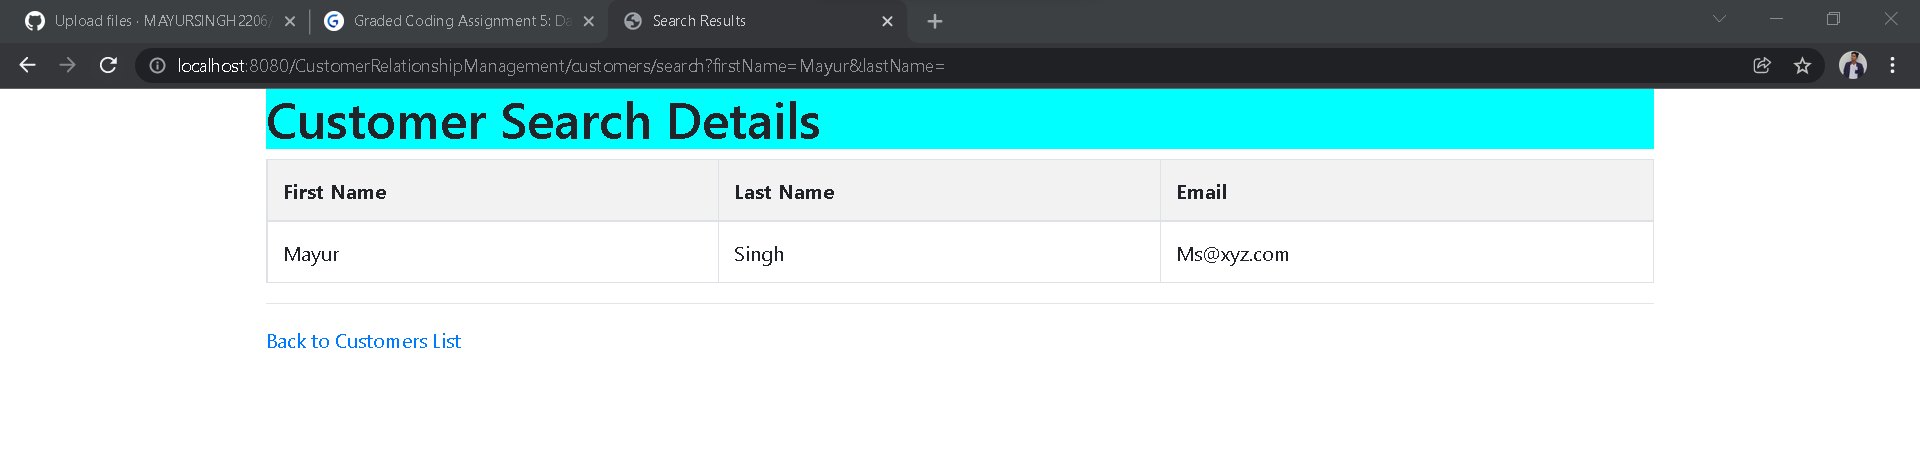 Upload files · MAYURSINGH2206/
Graded Coding Assignment 5: Da
Search Results
localhost:8080/CustomerRelationshipManagement/customers/search?firstName=Mayur&lastName=
Customer Search Details
First Name Last Name Email
Mayur Singh Ms@xyz.com
Back to Customers List